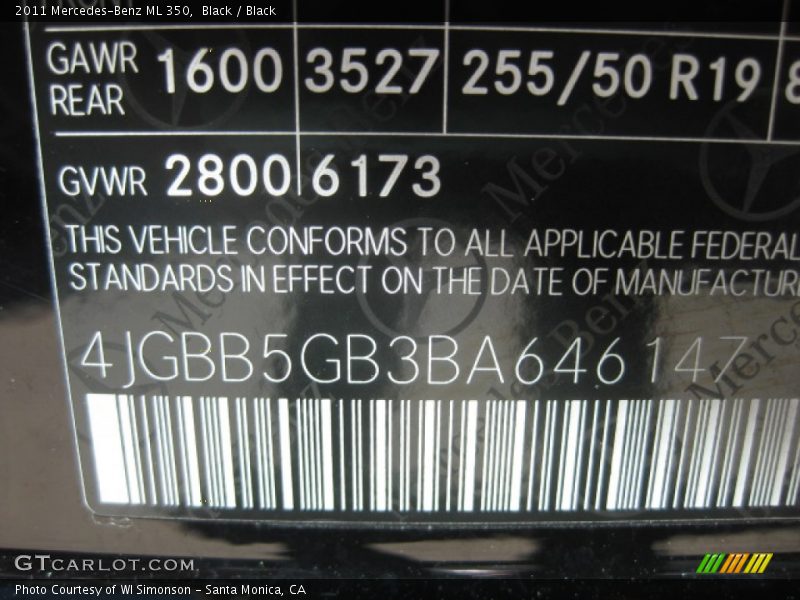 2011 Mercedes-Benz ML 350, Black / Black
GAWR REAR 1600 3527 255/50 R19 8
GVWR 2800 6173
THIS VEHICLE CONFORMS TO ALL APPLICABLE FEDERAL
STANDARDS IN EFFECT ON THE DATE OF MANUFACTUR
4JGBB5GB3BA646147
GTCARLOT.COM
Photo Courtesy of WI Simonson - Santa Monica, CA